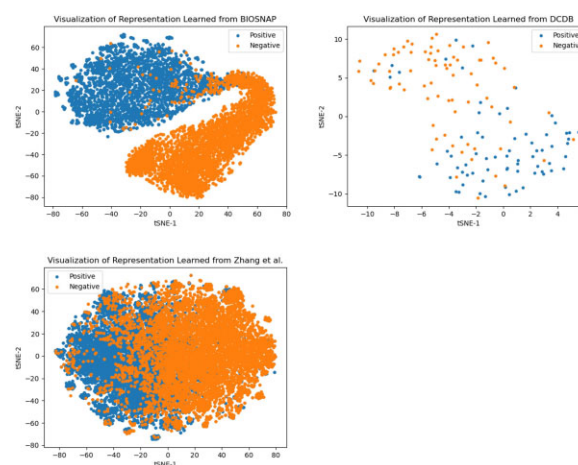 Visualization of Representation Learned from BIOSNAP
Positive
Negative
60
40
20
0
−20
−40
−60
−80
tSNE-2
−80 −60 −40 −20 0 20 40 60 80
tSNE-1
Visualization of Representation Learned from DCDB
Positive
Negative
10
5
0
−5
−10
tSNE-2
−10 −8 −6 −4 −2 0 2 4
tSNE-1
Visualization of Representation Learned from Zhang et al.
Positive
Negative
60
40
20
0
−20
−40
−60
−80
tSNE-2
−80 −60 −40 −20 0 20 40 60 80
tSNE-1